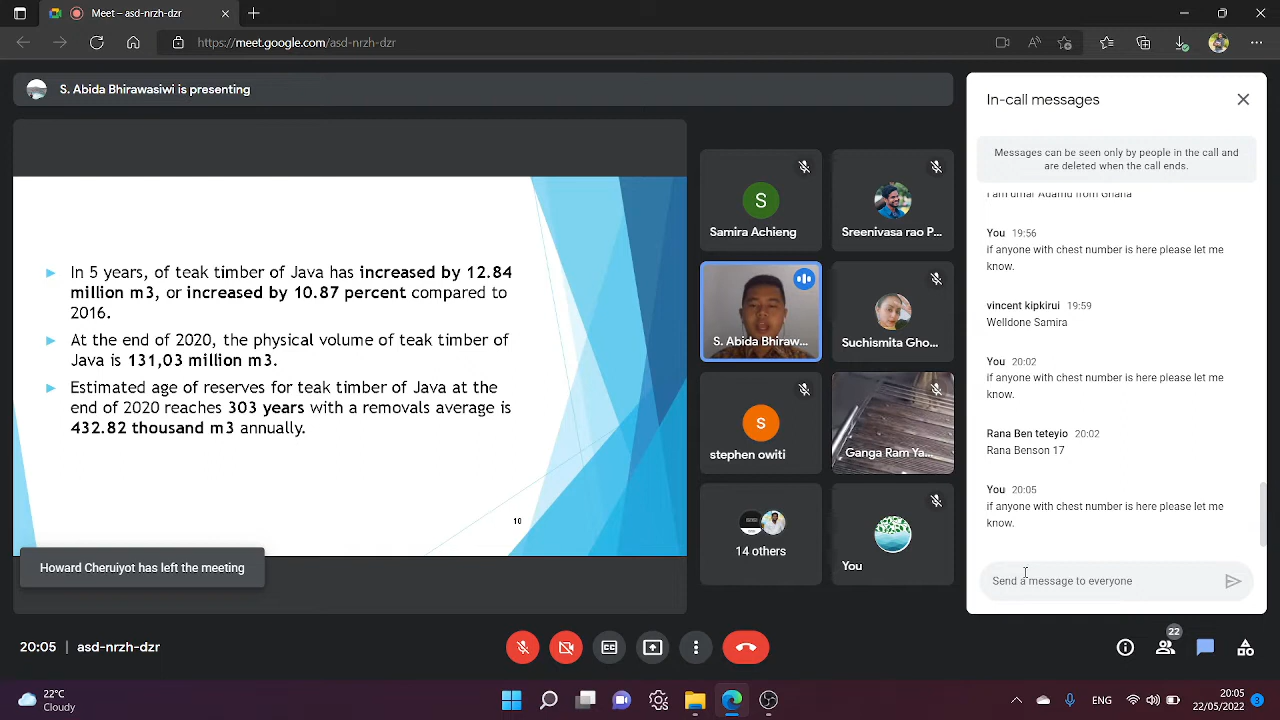 Meet – asd-nrzh-dzr
https://meet.google.com/asd-nrzh-dzr
S. Abida Bhirawasiwi is presenting
In 5 years, of teak timber of Java has increased by 12.84
million m3, or increased by 10.87 percent compared to
2016.
At the end of 2020, the physical volume of teak timber of
Java is 131,03 million m3.
Estimated age of reserves for teak timber of Java at the
end of 2020 reaches 303 years with a removals average is
432.82 thousand m3 annually.
10
Howard Cheruiyot has left the meeting
S
Samira Achieng
Sreenivasa rao P...
S. Abida Bhiraw...
Suchismita Gho...
s
stephen owiti
Ganga Ram Ya...
14 others
You
In-call messages
Messages can be seen only by people in the call and
are deleted when the call ends.
I am umar Adamu from Ghana
You 19:56
if anyone with chest number is here please let me
know.
vincent kipkirui 19:59
Welldone Samira
You 20:02
if anyone with chest number is here please let me
know.
Rana Ben teteyio 20:02
Rana Benson 17
You 20:05
if anyone with chest number is here please let me
know.
Send a message to everyone
20:05 | asd-nrzh-dzr
CC
22
22°C
Cloudy
ENG
20:05
22/05/2022
3